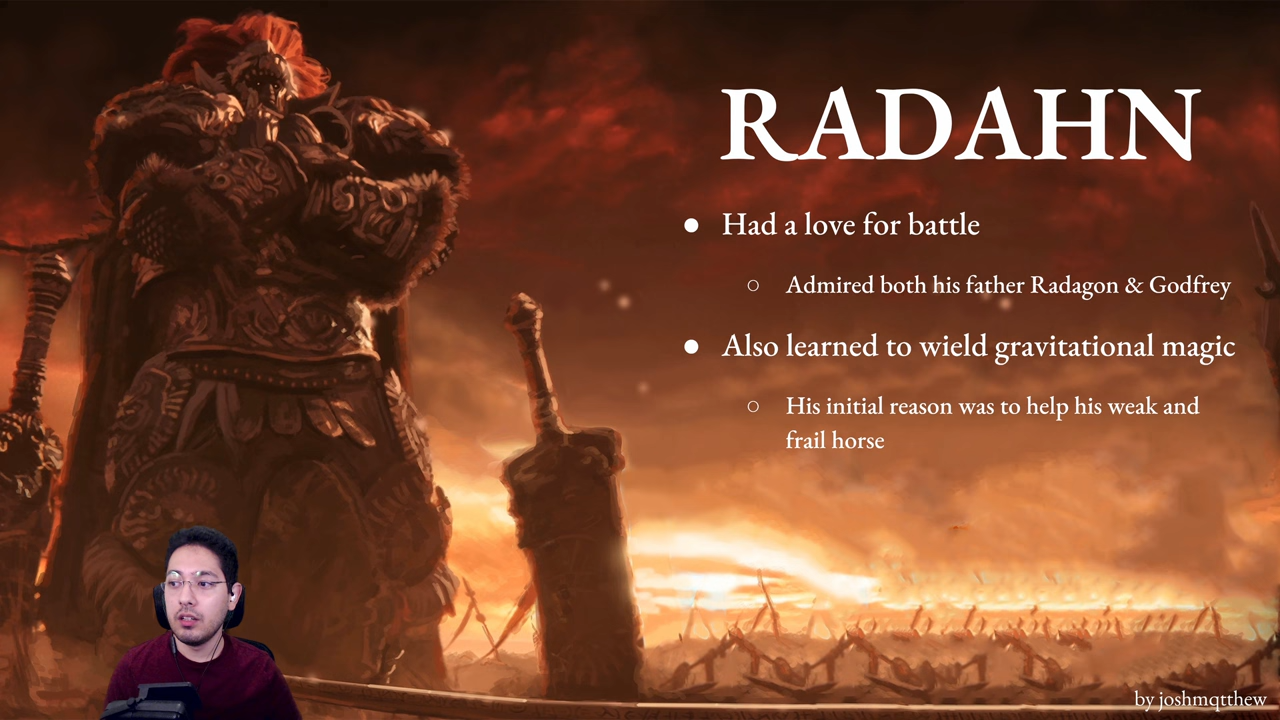 RADAHN
● Had a love for battle
○ Admired both his father Radagon & Godfrey
● Also learned to wield gravitational magic
○ His initial reason was to help his weak and
frail horse
by joshmqtthew